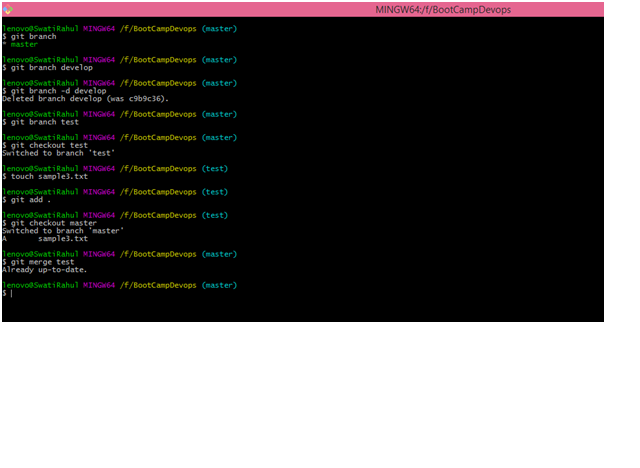 MINGW64:/f/BootCampDevops
lenovo@SwatiRahul MINGW64 /f/BootCampDevops (master)
$ git branch
* master
lenovo@SwatiRahul MINGW64 /f/BootCampDevops (master)
$ git branch develop
lenovo@SwatiRahul MINGW64 /f/BootCampDevops (master)
$ git branch -d develop
Deleted branch develop (was c9b9c36).
lenovo@SwatiRahul MINGW64 /f/BootCampDevops (master)
$ git branch test
lenovo@SwatiRahul MINGW64 /f/BootCampDevops (master)
$ git checkout test
Switched to branch 'test'
lenovo@SwatiRahul MINGW64 /f/BootCampDevops (test)
$ touch sample3.txt
lenovo@SwatiRahul MINGW64 /f/BootCampDevops (test)
$ git add .
lenovo@SwatiRahul MINGW64 /f/BootCampDevops (test)
$ git checkout master
Switched to branch 'master'
A       sample3.txt
lenovo@SwatiRahul MINGW64 /f/BootCampDevops (master)
$ git merge test
Already up-to-date.
lenovo@SwatiRahul MINGW64 /f/BootCampDevops (master)
$